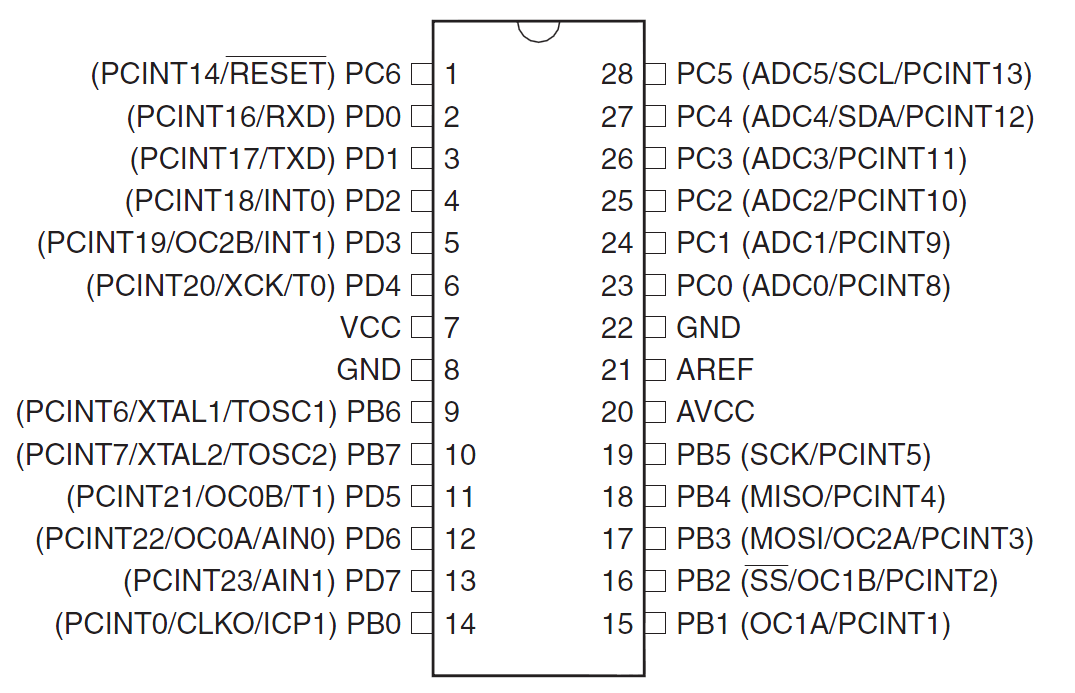 (PCINT14/RESET) PC6 1 28 PC5 (ADC5/SCL/PCINT13)
(PCINT16/RXD) PD0 2 27 PC4 (ADC4/SDA/PCINT12)
(PCINT17/TXD) PD1 3 26 PC3 (ADC3/PCINT11)
(PCINT18/INT0) PD2 4 25 PC2 (ADC2/PCINT10)
(PCINT19/OC2B/INT1) PD3 5 24 PC1 (ADC1/PCINT9)
(PCINT20/XCK/T0) PD4 6 23 PC0 (ADC0/PCINT8)
VCC 7 22 GND
GND 8 21 AREF
(PCINT6/XTAL1/TOSC1) PB6 9 20 AVCC
(PCINT7/XTAL2/TOSC2) PB7 10 19 PB5 (SCK/PCINT5)
(PCINT21/OC0B/T1) PD5 11 18 PB4 (MISO/PCINT4)
(PCINT22/OC0A/AIN0) PD6 12 17 PB3 (MOSI/OC2A/PCINT3)
(PCINT23/AIN1) PD7 13 16 PB2 (SS/OC1B/PCINT2)
(PCINT0/CLKO/ICP1) PB0 14 15 PB1 (OC1A/PCINT1)